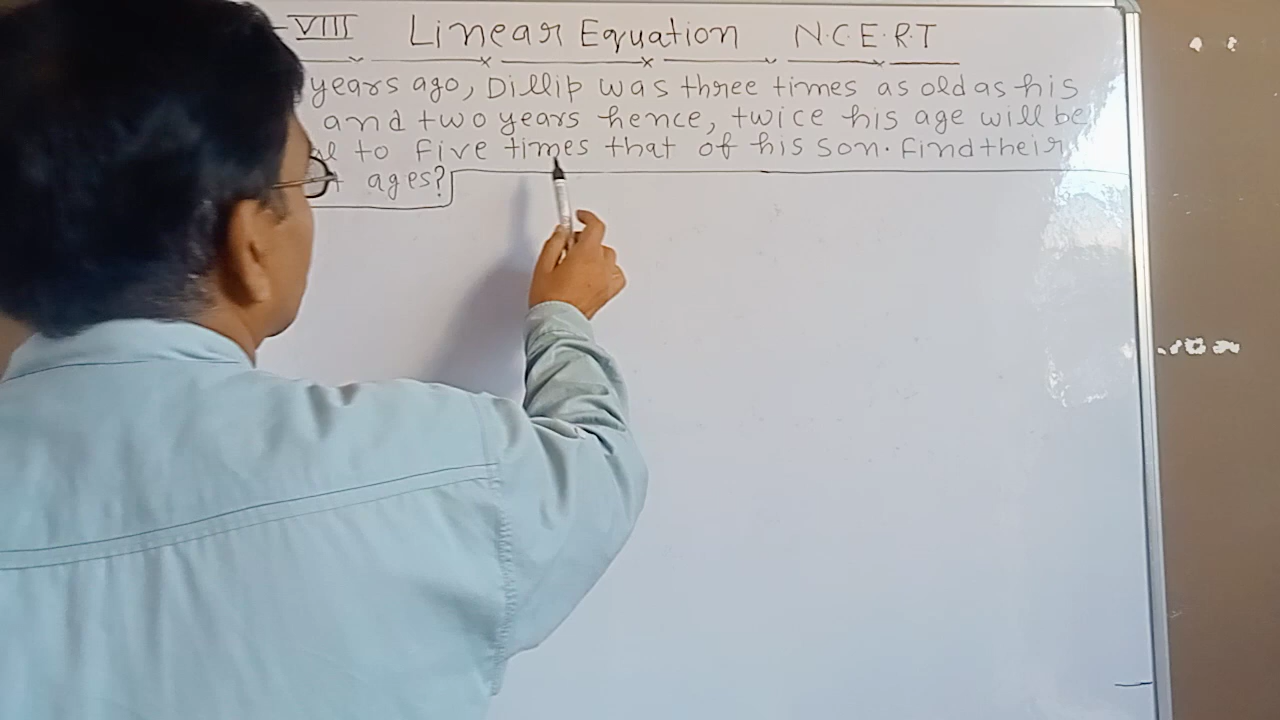 -VIII Linear Equation N.C.E.R.T
years ago, Dillip was three times as old as his
and two years hence, twice his age will be
to five times that of his son. Find their
ages?